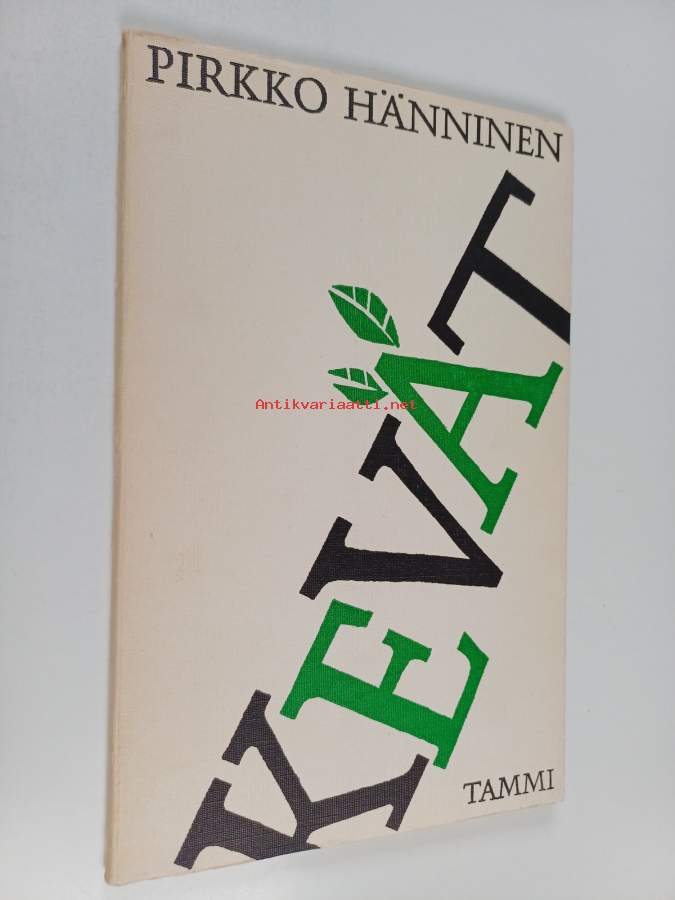 PIRKKO HÄNNINEN
KEVÄT
Antikvariaatti.net
TAMMI